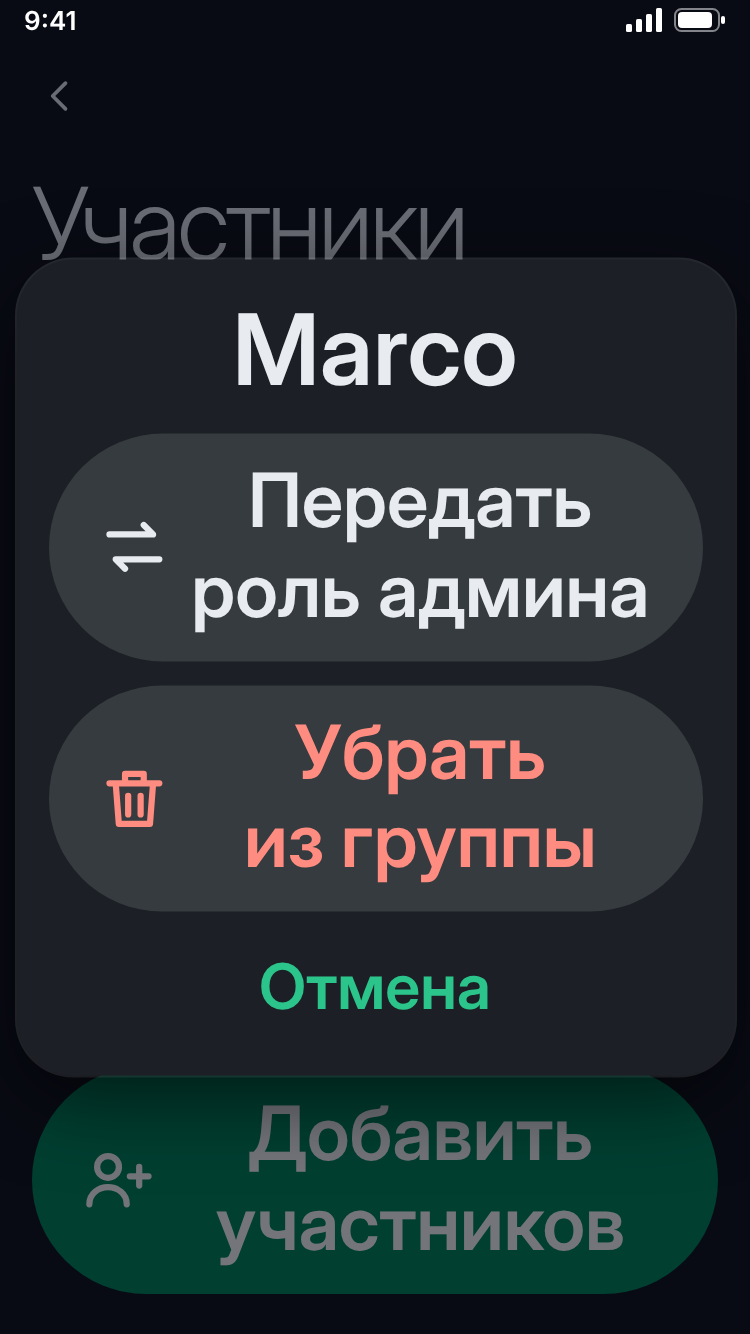 9:41
Участники
Marco
Передать
роль админа
Убрать
из группы
Отмена
Добавить
участников